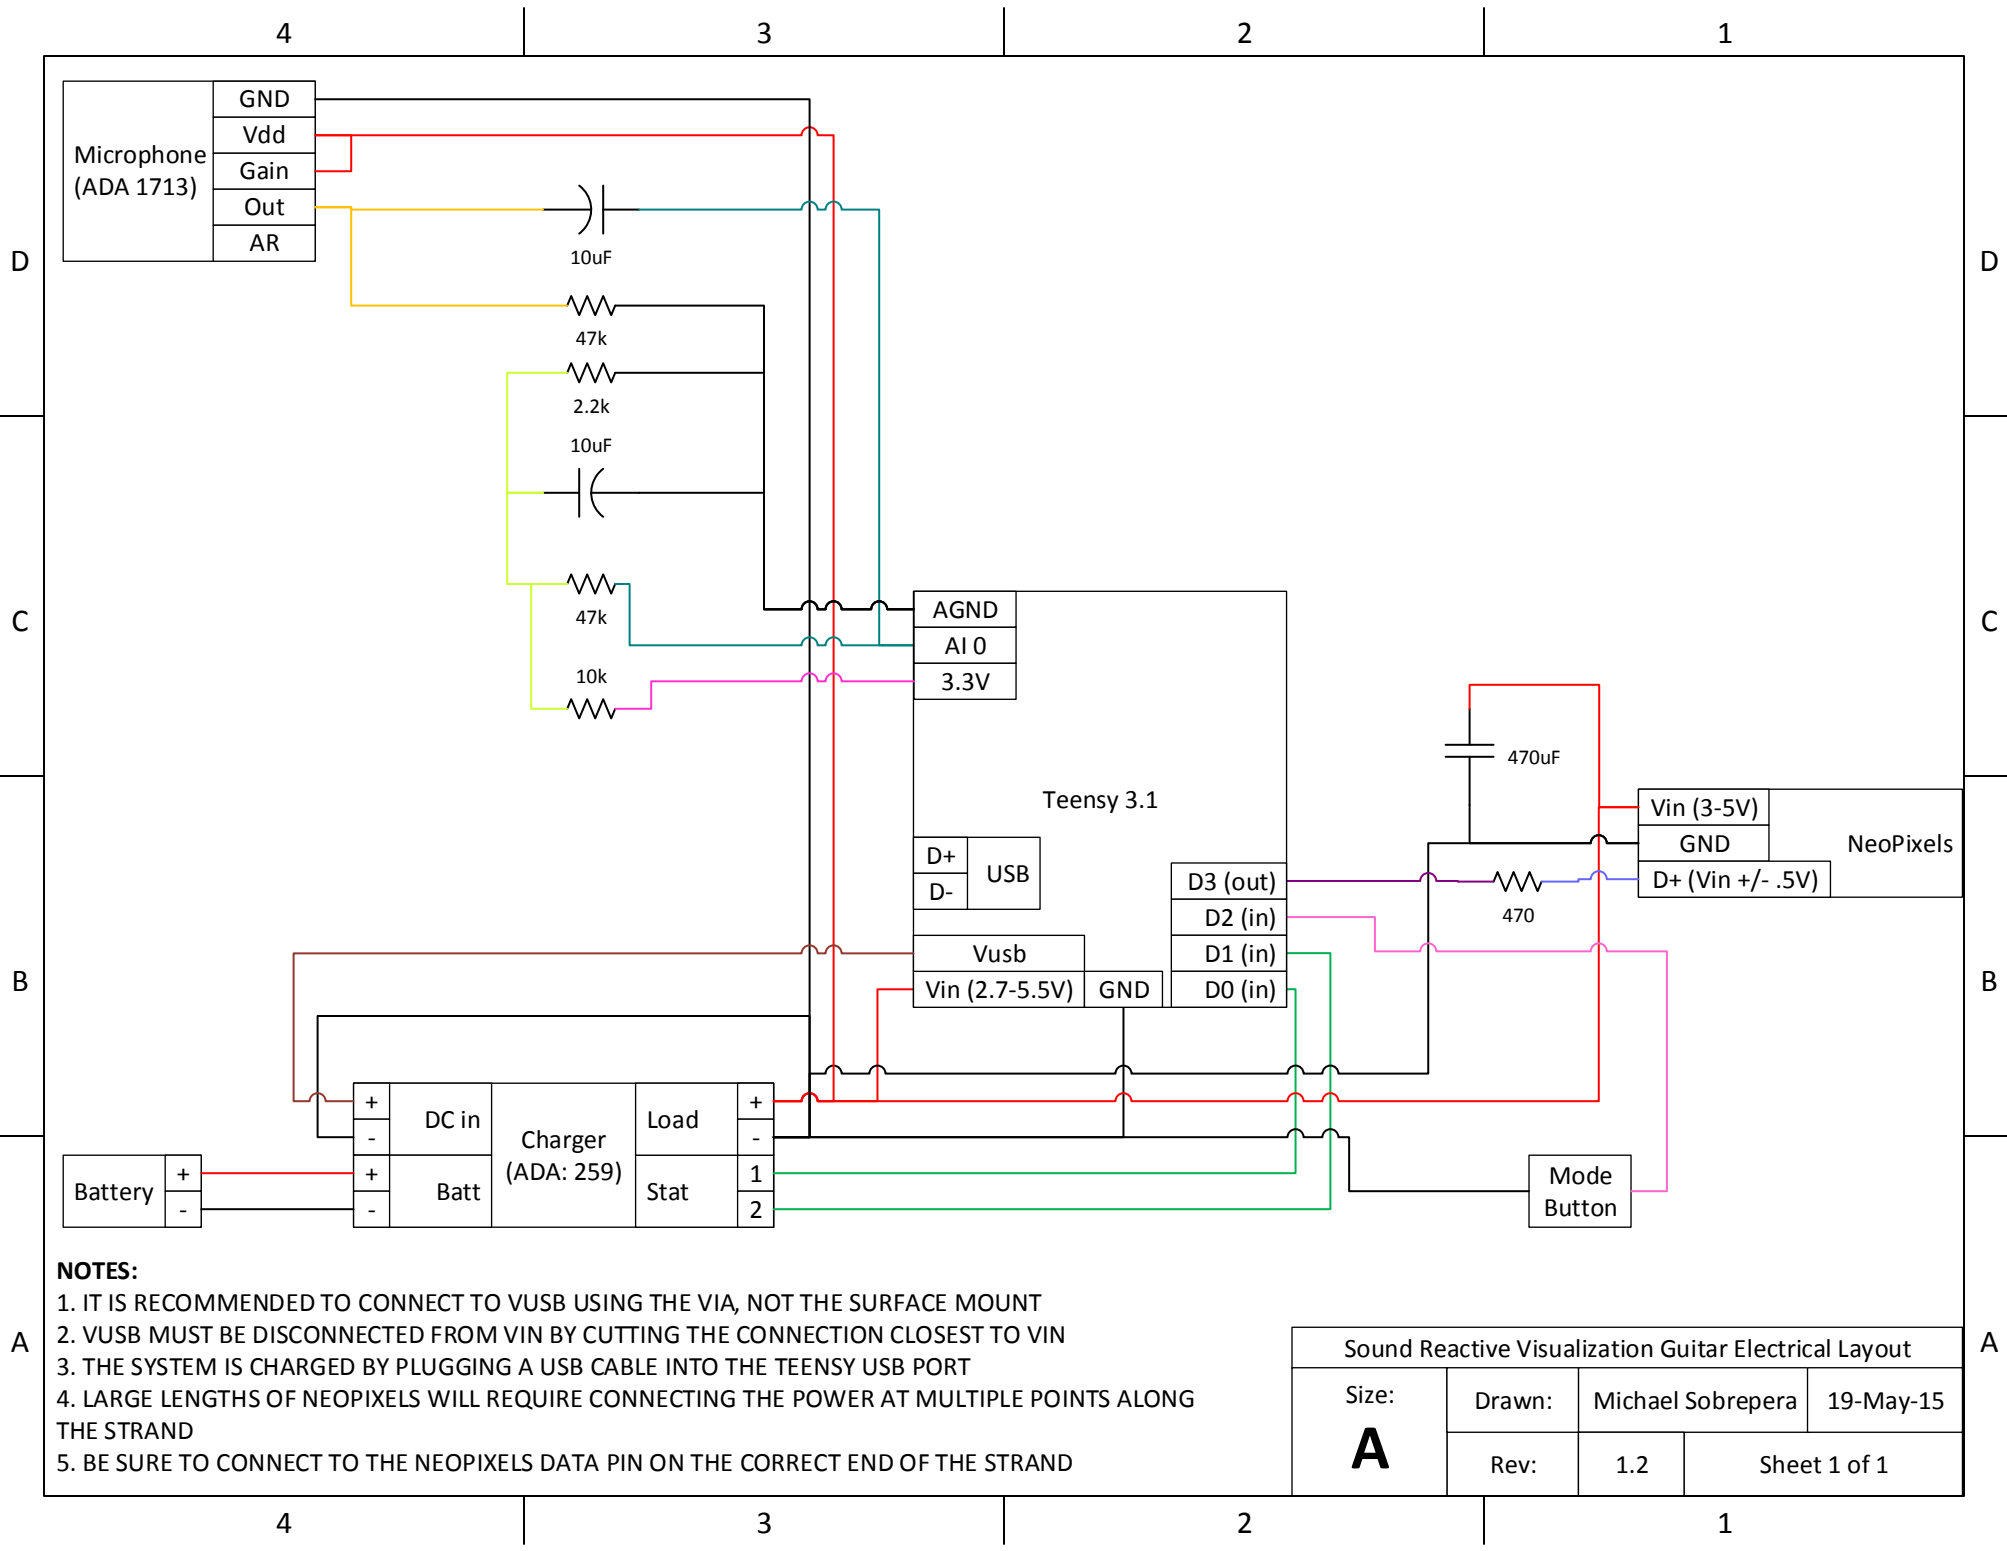 4 3 2 1
GND
Vdd
Microphone
Gain
(ADA 1713)
Out
AR
D
D
10uF
47k
2.2k
10uF
C
C
47k
10k
AGND
AI 0
3.3V
470uF
Teensy 3.1
Vin (3-5V)
GND
NeoPixels
D+ (Vin +/- .5V)
D+
D-
USB
D3 (out)
470
D2 (in)
Vusb
D1 (in)
Vin (2.7-5.5V)
GND
D0 (in)
B
B
+
DC in
-
Charger
(ADA: 259)
Load
+
-
Battery
+
-
+
Batt
-
Stat
1
2
Mode
Button
NOTES:
1. IT IS RECOMMENDED TO CONNECT TO VUSB USING THE VIA, NOT THE SURFACE MOUNT
2. VUSB MUST BE DISCONNECTED FROM VIN BY CUTTING THE CONNECTION CLOSEST TO VIN
3. THE SYSTEM IS CHARGED BY PLUGGING A USB CABLE INTO THE TEENSY USB PORT
4. LARGE LENGTHS OF NEOPIXELS WILL REQUIRE CONNECTING THE POWER AT MULTIPLE POINTS ALONG
THE STRAND
5. BE SURE TO CONNECT TO THE NEOPIXELS DATA PIN ON THE CORRECT END OF THE STRAND
A
A
Sound Reactive Visualization Guitar Electrical Layout
Size:
A
Drawn:
Michael Sobrepera
19-May-15
Rev:
1.2
Sheet 1 of 1
4 3 2 1